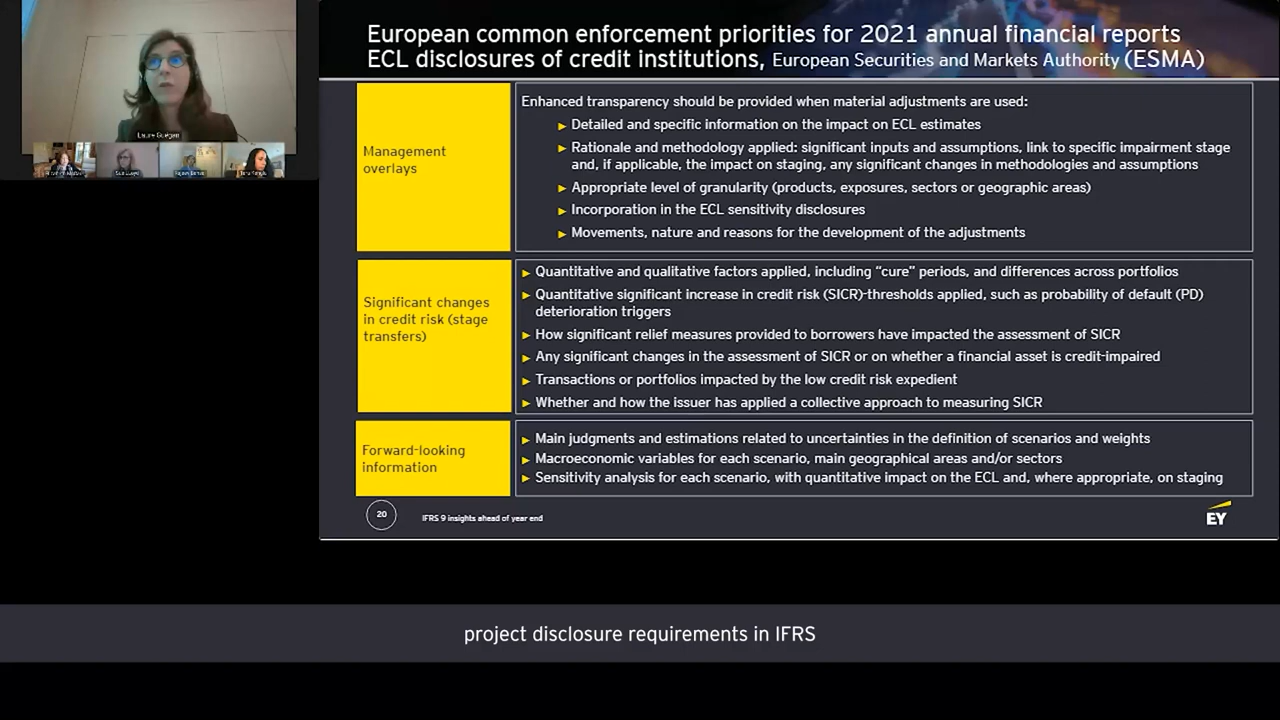 European common enforcement priorities for 2021 annual financial reports
ECL disclosures of credit institutions, European Securities and Markets Authority (ESMA)
Laure Guégan
Management
overlays
Enhanced transparency should be provided when material adjustments are used:
► Detailed and specific information on the impact on ECL estimates
► Rationale and methodology applied: significant inputs and assumptions, link to specific impairment stage
and, if applicable, the impact on staging, any significant changes in methodologies and assumptions
► Appropriate level of granularity (products, exposures, sectors or geographic areas)
► Incorporation in the ECL sensitivity disclosures
► Movements, nature and reasons for the development of the adjustments
Significant changes
in credit risk (stage
transfers)
► Quantitative and qualitative factors applied, including “cure” periods, and differences across portfolios
► Quantitative significant increase in credit risk (SICR)-thresholds applied, such as probability of default (PD)
deterioration triggers
► How significant relief measures provided to borrowers have impacted the assessment of SICR
► Any significant changes in the assessment of SICR or on whether a financial asset is credit-impaired
► Transactions or portfolios impacted by the low credit risk expedient
► Whether and how the issuer has applied a collective approach to measuring SICR
Forward-looking
information
► Main judgments and estimations related to uncertainties in the definition of scenarios and weights
► Macroeconomic variables for each scenario, main geographical areas and/or sectors
► Sensitivity analysis for each scenario, with quantitative impact on the ECL and, where appropriate, on staging
20
IFRS 9 insights ahead of year end
EY
project disclosure requirements in IFRS